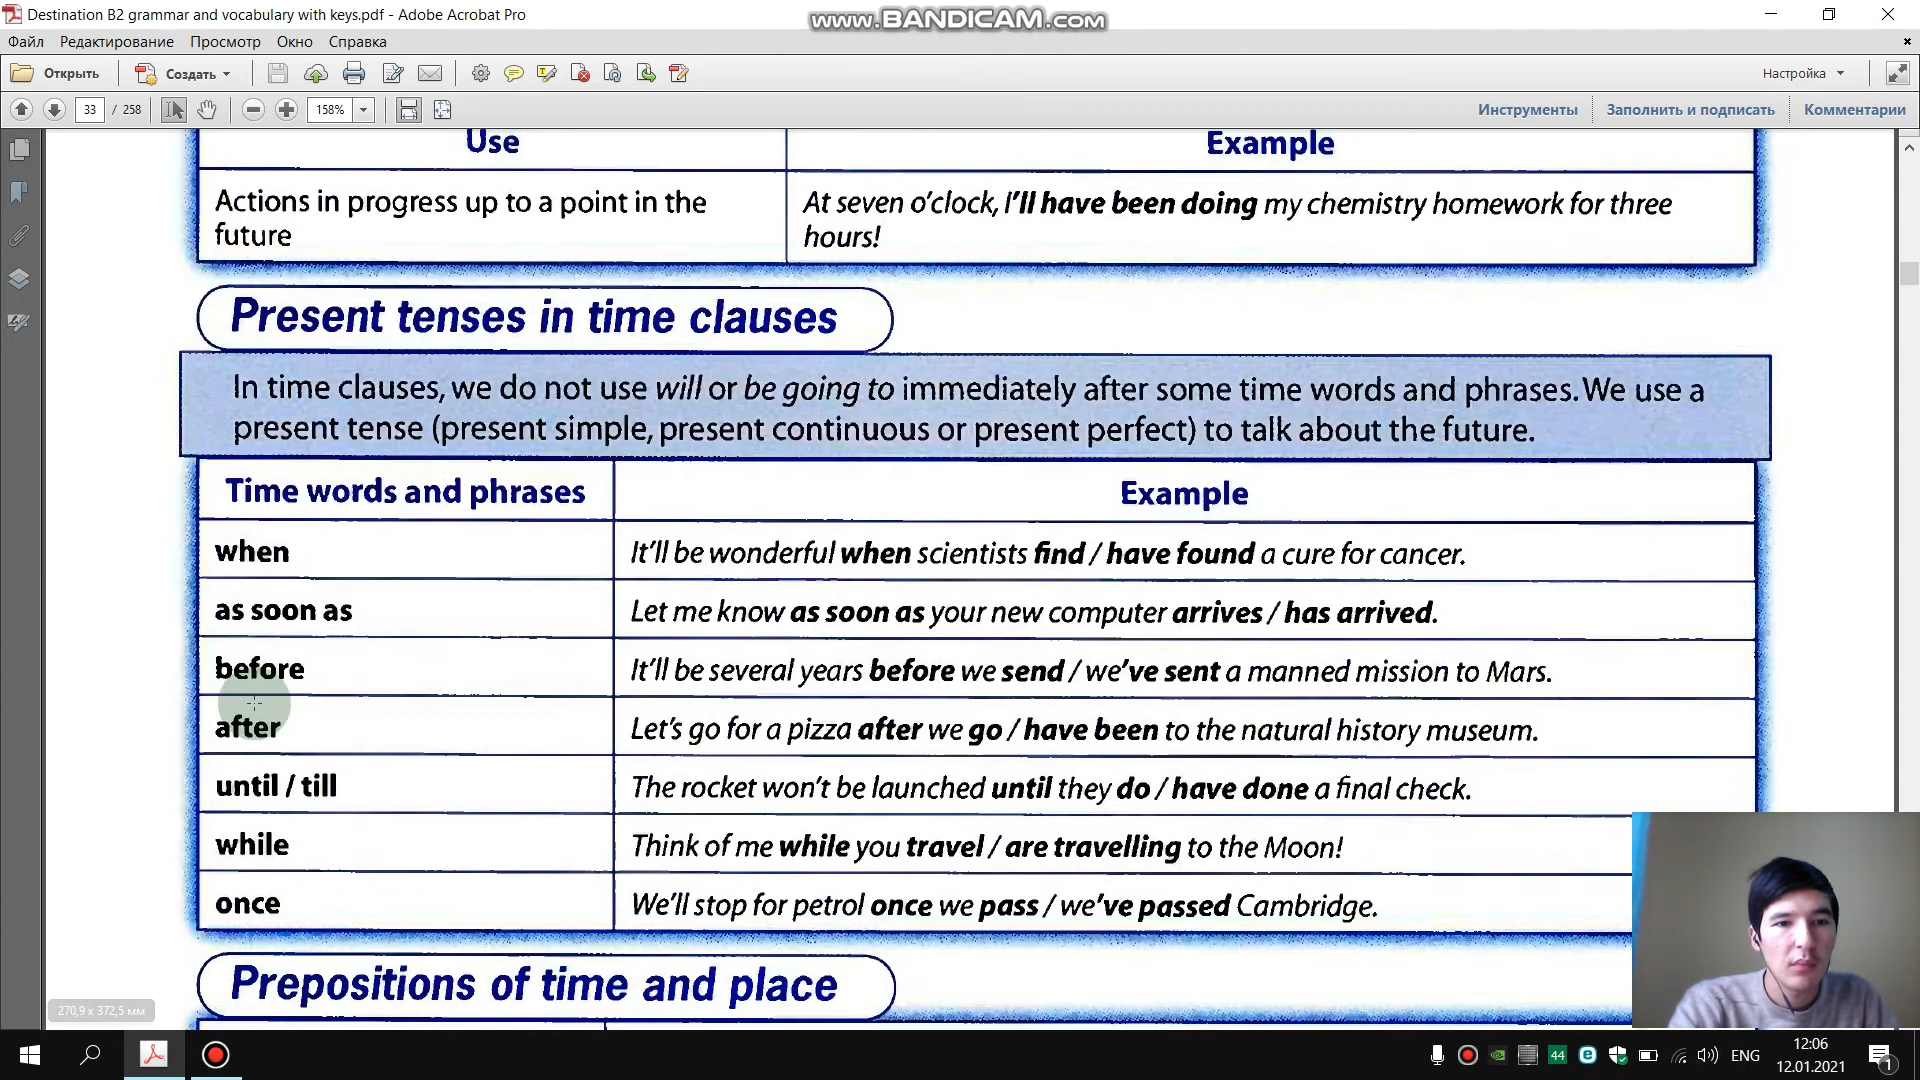 Destination B2 grammar and vocabulary with keys.pdf - Adobe Acrobat Pro
www.BANDICAM.com
Файл Редактирование Просмотр Окно Справка
Открыть Создать Настройка
33 / 258 158% Инструменты Заполнить и подписать Комментарии
Use Example
Actions in progress up to a point in the
future
At seven o'clock, I'll have been doing my chemistry homework for three
hours!
Present tenses in time clauses
In time clauses, we do not use will or be going to immediately after some time words and phrases. We use a
present tense (present simple, present continuous or present perfect) to talk about the future.
Time words and phrases Example
when It'll be wonderful when scientists find / have found a cure for cancer.
as soon as Let me know as soon as your new computer arrives / has arrived.
before It'll be several years before we send / we've sent a manned mission to Mars.
after Let's go for a pizza after we go / have been to the natural history museum.
until / till The rocket won't be launched until they do / have done a final check.
while Think of me while you travel / are travelling to the Moon!
once We'll stop for petrol once we pass / we've passed Cambridge.
Prepositions of time and place
270,9 x 372,5 мм
44 ENG 12:06
12.01.2021
1